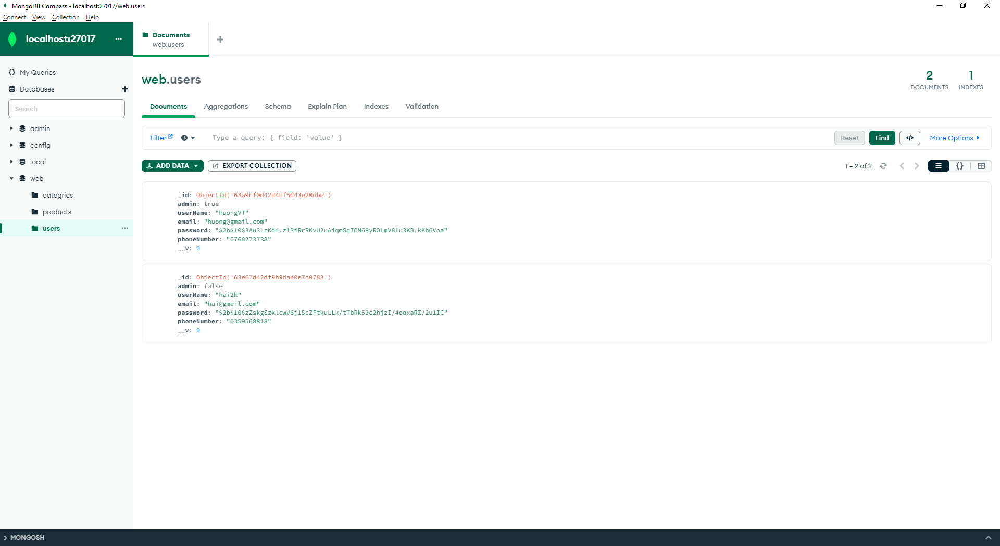 MongoDB Compass - localhost:27017/web.users
Connect View Collection Help
localhost:27017
Documents
web.users
My Queries
Databases
Search
admin
config
local
web
categries
products
users
web.users
2
DOCUMENTS
1
INDEXES
Documents Aggregations Schema Explain Plan Indexes Validation
Filter Type a query: { field: 'value' } Reset Find </> More Options
ADD DATA EXPORT COLLECTION 1 – 2 of 2 {}
_id: ObjectId('63a9cf0d42d4bf5d43e20dbe')
admin: true
userName: "huongVT"
email: "huong@gmail.com"
password: "$2b$10$3Au3LzKd4.zl3iRrRKvU2uAiqmSqIOM68yROLmV8lu3KB.kKb6Voa"
phoneNumber: "0768273738"
__v: 0
_id: ObjectId('63e67d42df9b9dae0e7d0783')
admin: false
userName: "hai2k"
email: "hai@gmail.com"
password: "$2b$10$zZskgSzklcwV6j1ScZFtkuLLk/tTbRk53c2hjzI/4ooxaRZ/2u1IC"
phoneNumber: "0359568818"
__v: 0
>_MONGOSH